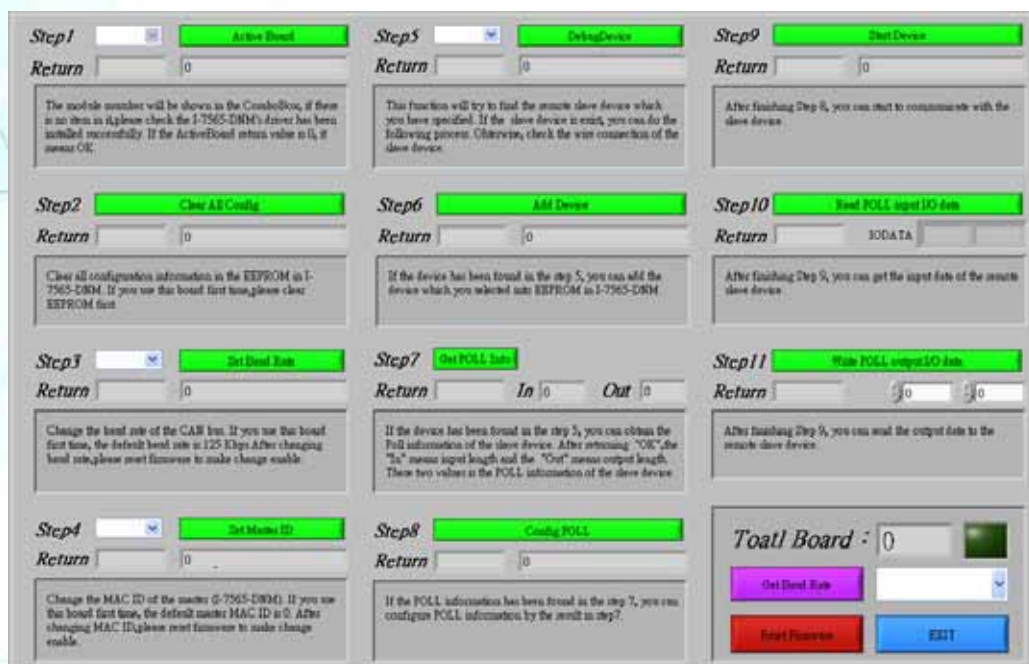 Step1
Active Board
Return
0
The module number will be shown in the ComboBox, if there
is no item in it,please check the I-7565-DNM's driver has been
installed successfully. If the ActiveBoard return value is 0, it
means OK
Step2
Clear All Config
Return
0
Clear all configuration information in the EEPROM in I-
7565-DNM. If you use this board first time,please clear
EEPROM first.
Step3
Set Baud Rate
Return
0
Change the baud rate of the CAN bus. If you use this board
first time, the default baud rate is 125 Kbps.After changing
baud rate,please reset firmware to make change enable.
Step4
Set Master ID
Return
0
Change the MAC ID of the master (I-7565-DNM). If you use
this board first time, the default master MAC ID is 0. After
changing MAC ID,please reset firmware to make change
enable.
Step5
DebugDevice
Return
0
This function will try to find the remote slave device which
you have specified. If the slave device is exist, you can do the
following process. Otherwise, check the wire connection of the
slave device.
Step6
Add Device
Return
0
If the device has been found in the step 5, you can add the
device which you selected into EEPROM in I-7565-DNM
Step7
Get POLL Info
Return
In 0
Out 0
If the device has been found in the step 5, you can obtain the
Poll information of the slave device. After returning "OK",the
"In" means input length and the "Out" means output length.
These two values is the POLL information of the slave device
Step8
Config POLL
Return
0
If the POLL information has been found in the step 7, you can
configure POLL information by the result in step7.
Step9
Start Device
Return
0
After finishing Step 8, you can start to communicate with the
slave device.
Step10
Read POLL input I/O data
Return
IODATA
After finishing Step 9, you can get the input data of the remote
slave device.
Step11
Write POLL output I/O data
Return
0
0
After finishing Step 9, you can send the output data to the
remote slave device.
Toatl Board : 0
Get Baud Rate
Reset Firmware
EXIT